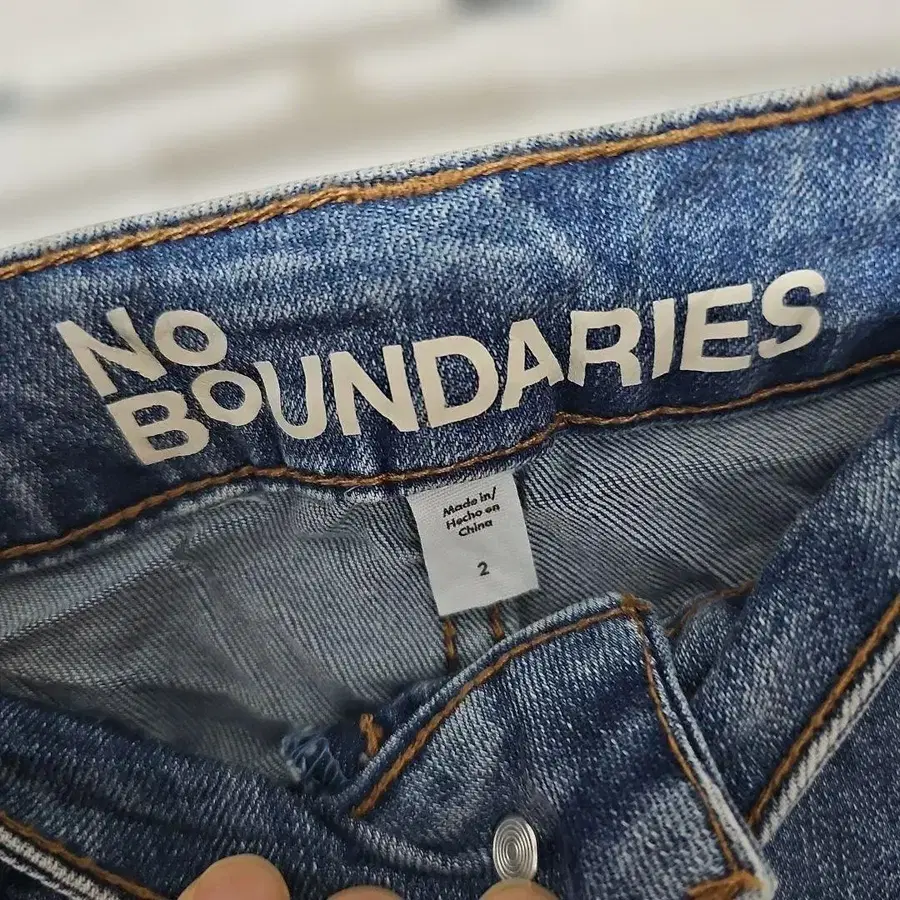 No
BoUNDARIES
Made in/
Hecho en
China
2